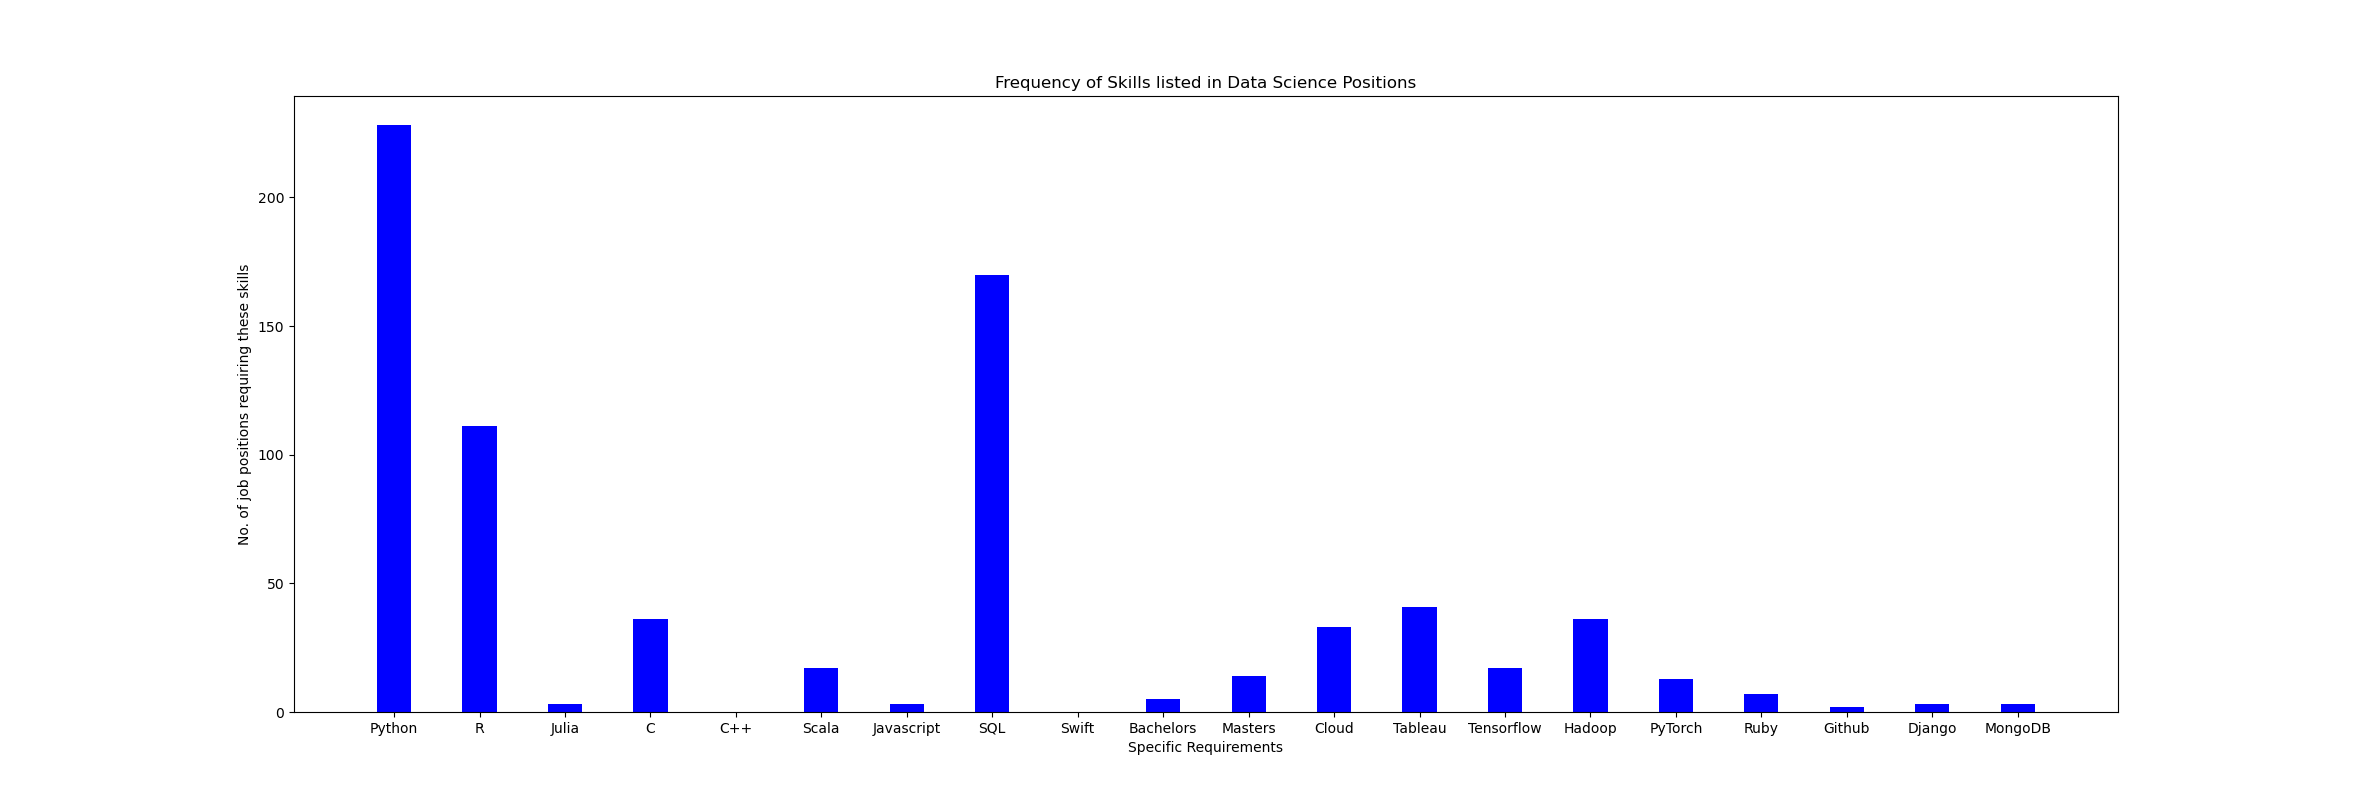 Frequency of Skills listed in Data Science Positions
No. of job positions requiring these skills
200
150
100
50
0
Python R Julia C C++ Scala Javascript SQL Swift Bachelors Masters Cloud Tableau Tensorflow Hadoop PyTorch Ruby Github Django MongoDB
Specific Requirements